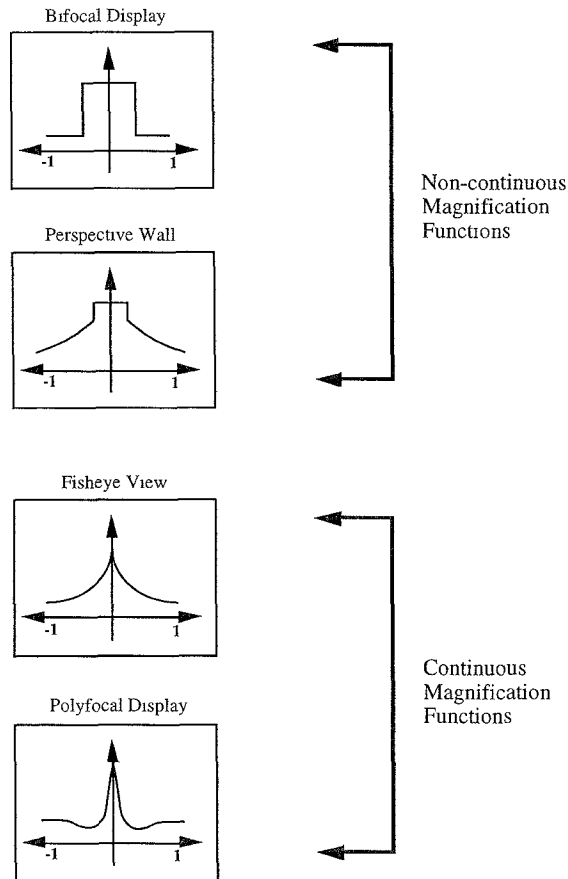 Bifocal Display
-1 1
Perspective Wall
-1 1
Non-continuous
Magnification
Functions
Fisheye View
-1 1
Polyfocal Display
-1 1
Continuous
Magnification
Functions